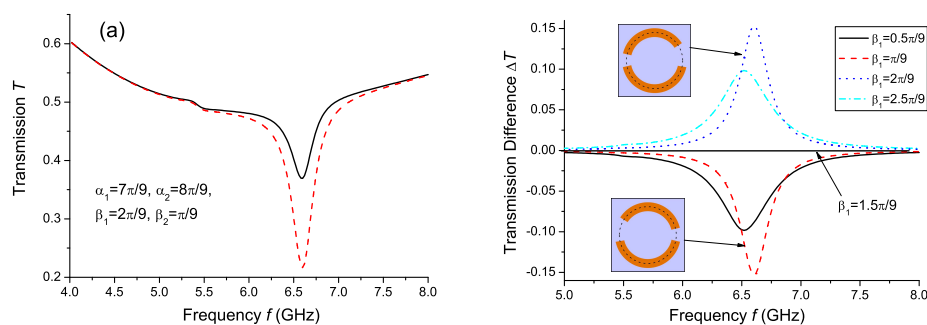 (a)
Transmission T
0.7
0.6
0.5
0.4
0.3
0.2
α₁=7π/9, α₂=8π/9,
β₁=2π/9, β₂=π/9
4.0 4.5 5.0 5.5 6.0 6.5 7.0 7.5 8.0
Frequency f (GHz)
Transmission Difference ΔT
0.15
0.10
0.05
0.00
-0.05
-0.10
-0.15
β₁=0.5π/9
β₁=π/9
β₁=2π/9
β₁=2.5π/9
β₁=1.5π/9
5.0 5.5 6.0 6.5 7.0 7.5 8.0
Frequency f (GHz)